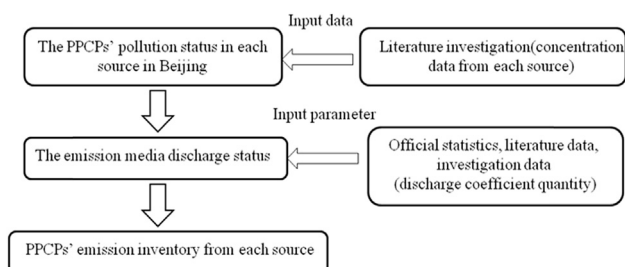 Input data
The PPCPs' pollution status in each
source in Beijing
Literature investigation(concentration
data from each source)
Input parameter
The emission media discharge status
Official statistics, literature data,
investigation data
(discharge coefficient quantity)
PPCPs' emission inventory from each source